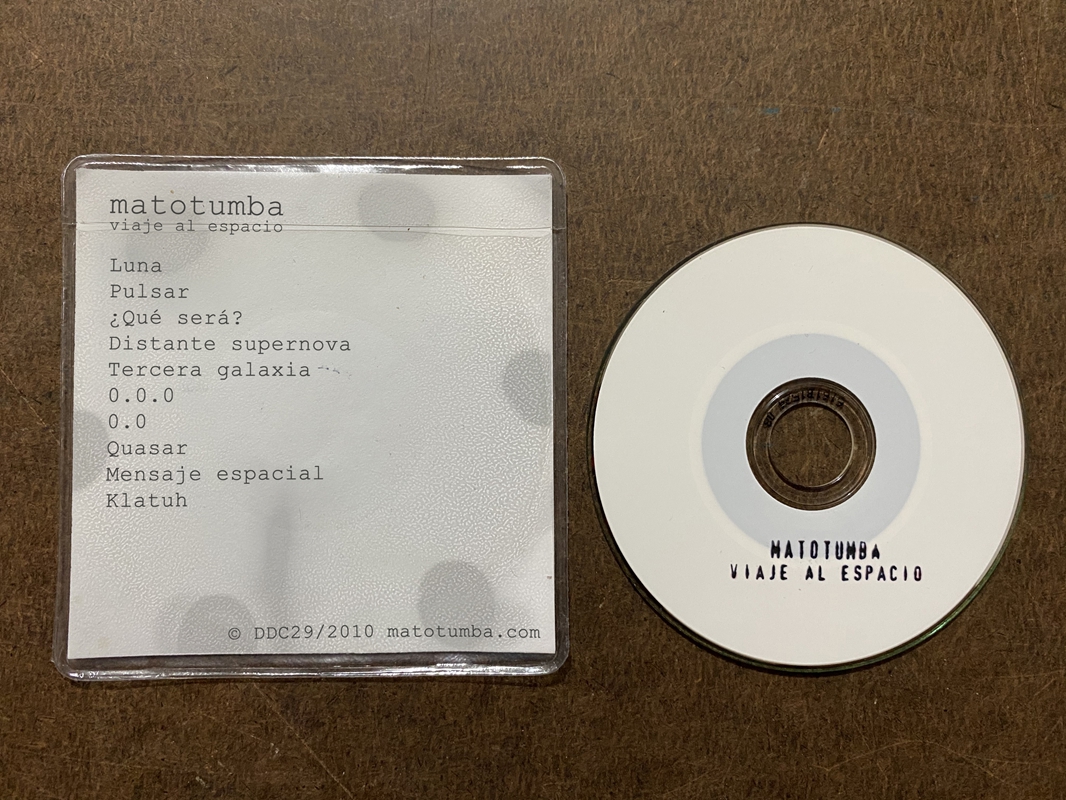 matotumba
viaje al espacio
Luna
Pulsar
¿Qué será?
Distante supernova
Tercera galaxia
0.0.0
0.0
Quasar
Mensaje espacial
Klatuh
© DDC29/2010 matotumba.com
MATOTUMBA
VIAJE AL ESPACIO